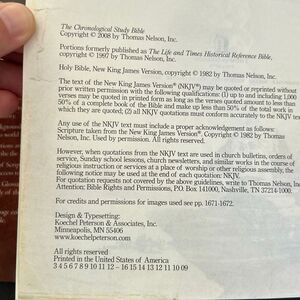 The Chronological Study Bible
Copyright © 2008 by Thomas Nelson, Inc.
Portions formerly published as The Life and Times Historical Reference Bible,
copyright © 1997 by Thomas Nelson, Inc.
Holy Bible, New King James Version, copyright © 1982 by Thomas Nelson, Inc.
The text of the New King James Version® (NKJV®) may be quoted or reprinted without
prior written permission with the following qualifications: (1) up to and including 1,000
verses may be quoted in printed form as long as the verses quoted amount to less than
50% of a complete book of the Bible and make up less than 50% of the total work in
which they are quoted; (2) all NKJV quotations must conform accurately to the NKJV text.
Any use of the NKJV text must include a proper acknowledgement as follows:
Scripture taken from the New King James Version®. Copyright © 1982 by Thomas
Nelson, Inc. Used by permission. All rights reserved.
However, when quotations from the NKJV text are used in church bulletins, orders of
service, Sunday school lessons, church newsletters, and similar works in the course of
religious instruction or services at a place of worship or other religious assembly, the
following notice may be used at the end of each quotation: NKJV.
For quotation requests not covered by the above guidelines, write to Thomas Nelson, Inc.
Attention: Bible Rights and Permissions, P.O. Box 141000, Nashville, TN 37214-1000
For credits and permissions for images used see pp. 1671-1672.
Design & Typesetting:
Koechel Peterson & Associates, Inc.
Minneapolis, MN 55406
www.koechelpeterson.com
All rights reserved
Printed in the United States of America
3 4 5 6 7 8 9 10 11 12 – 16 15 14 13 12 11 10 09